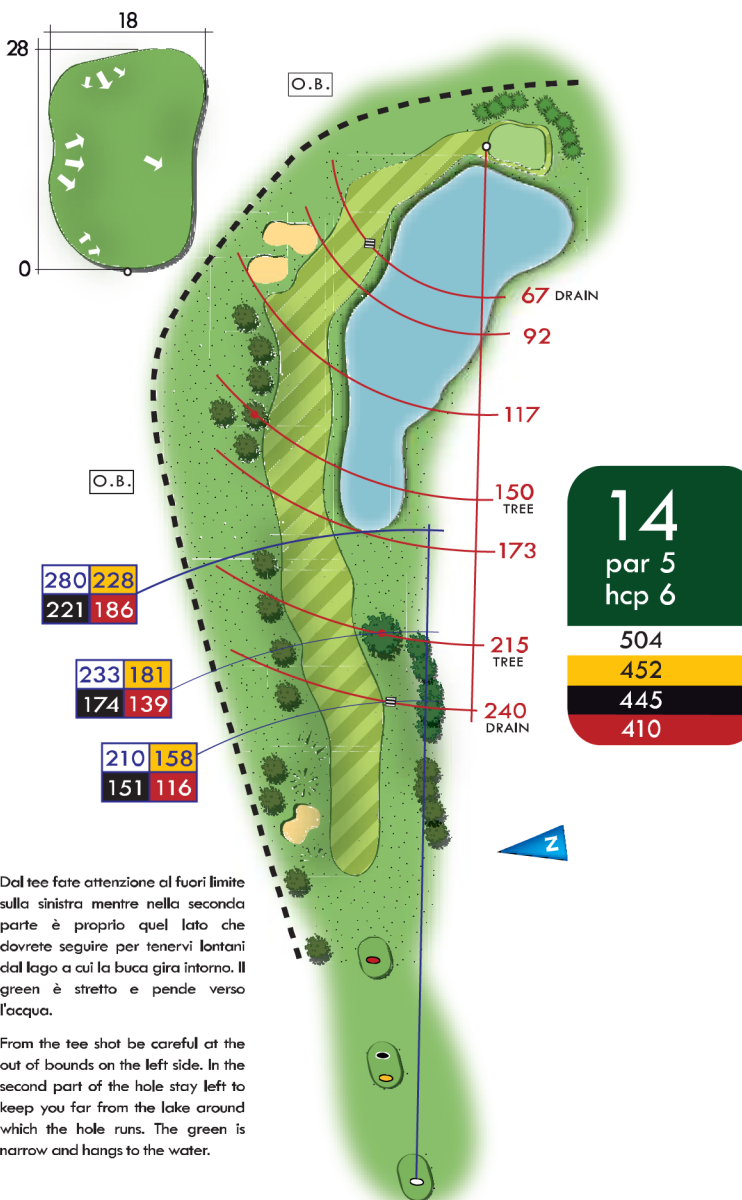 18
28
0
O.B.
67 DRAIN
92
117
O.B.
150
TREE
173
14
par 5
hcp 6
504
452
445
410
280 228
221 186
215
TREE
233 181
174 139
240
DRAIN
210 158
151 116
N
Dal tee fate attenzione al fuori limite
sulla sinistra mentre nella seconda
parte è proprio quel lato che
dovrete seguire per tenervi lontani
dal lago a cui la buca gira intorno. Il
green è stretto e pende verso
l'acqua.
From the tee shot be careful at the
out of bounds on the left side. In the
second part of the hole stay left to
keep you far from the lake around
which the hole runs. The green is
narrow and hangs to the water.